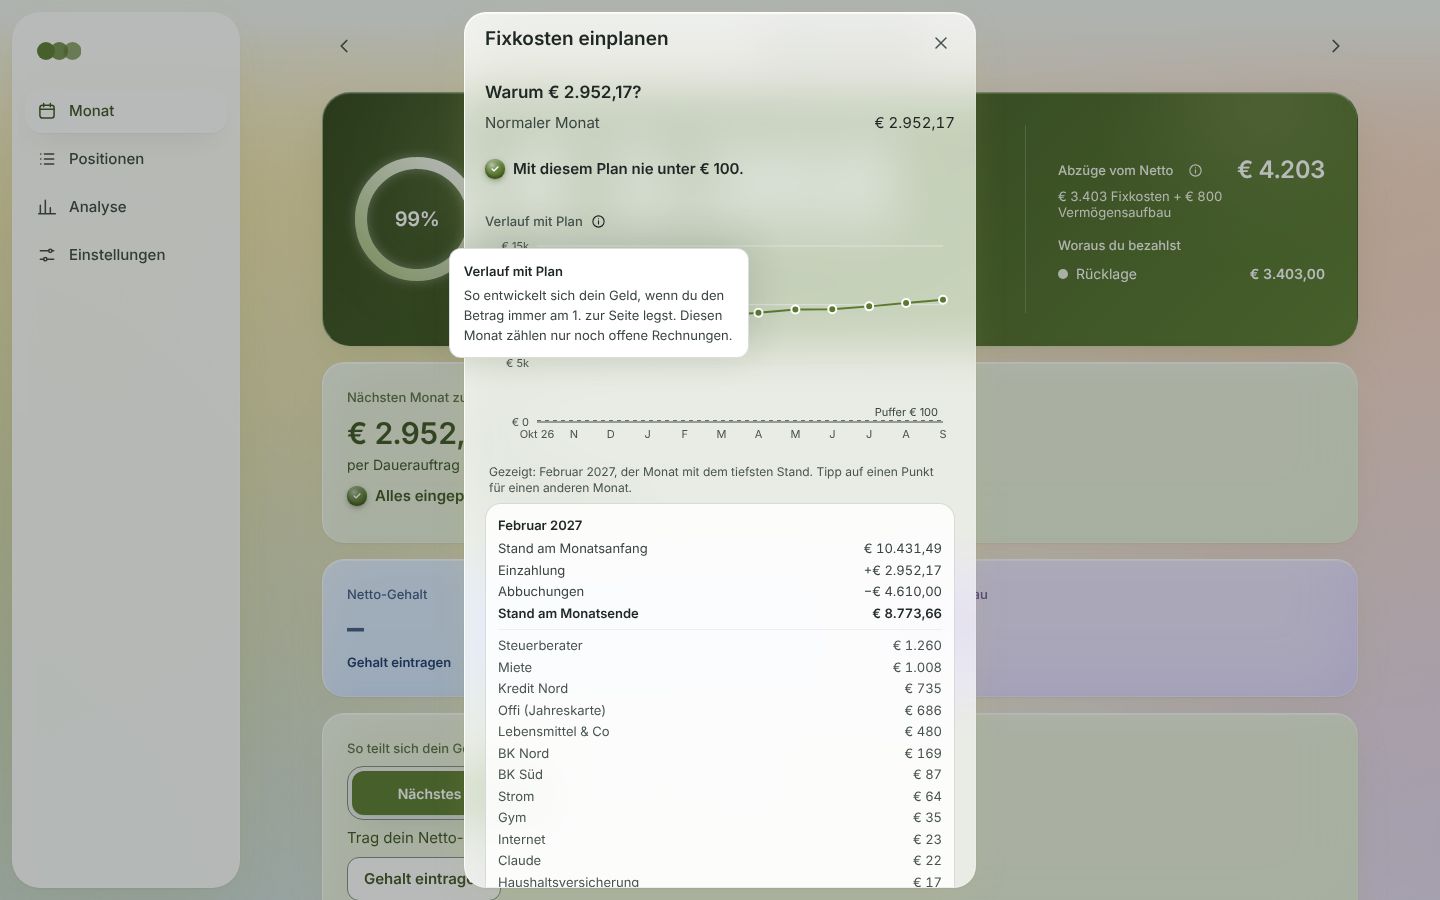 Fixkosten einplanen
Monat
Positionen
Analyse
Einstellungen
99%
Abzüge vom Netto
€ 4.203
€ 3.403 Fixkosten + € 800
Vermögensaufbau
Woraus du bezahlst
Rücklage
€ 3.403,00
Nächsten Monat
€ 2.952,
per Dauerauftrag
Alles
Netto-Gehalt
–
Gehalt eintragen
So teilt sich dein
Nächstes
Trag dein Netto-
Gehalt
Warum € 2.952,17?
Normaler Monat
€ 2.952,17
Mit diesem Plan nie unter € 100.
Verlauf mit Plan
€ 15k
Verlauf mit Plan
So entwickelt sich dein Geld, wenn du den
Betrag immer am 1. zur Seite legst. Diesen
Monat zählen nur noch offene Rechnungen.
€ 5k
Puffer € 100
€ 0
Okt 26 N D J F M A M J J A S
Gezeigt: Februar 2027, der Monat mit dem tiefsten Stand. Tipp auf einen Punkt
für einen anderen Monat.
Februar 2027
Stand am Monatsanfang € 10.431,49
Einzahlung +€ 2.952,17
Abbuchungen −€ 4.610,00
Stand am Monatsende € 8.773,66
Steuerberater € 1.260
Miete € 1.008
Kredit Nord € 735
Offi (Jahreskarte) € 686
Lebensmittel & Co € 480
BK Nord € 169
BK Süd € 87
Strom € 64
Gym € 35
Internet € 23
Claude € 22
Haushaltsversicherung € 17